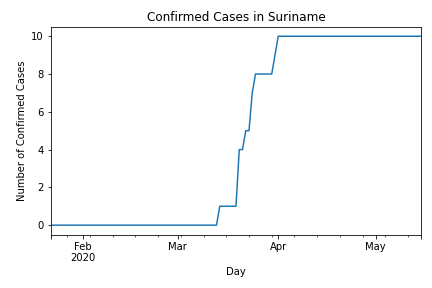 Confirmed Cases in Suriname
Number of Confirmed Cases
10
8
6
4
2
0
Feb Mar Apr May
2020
Day